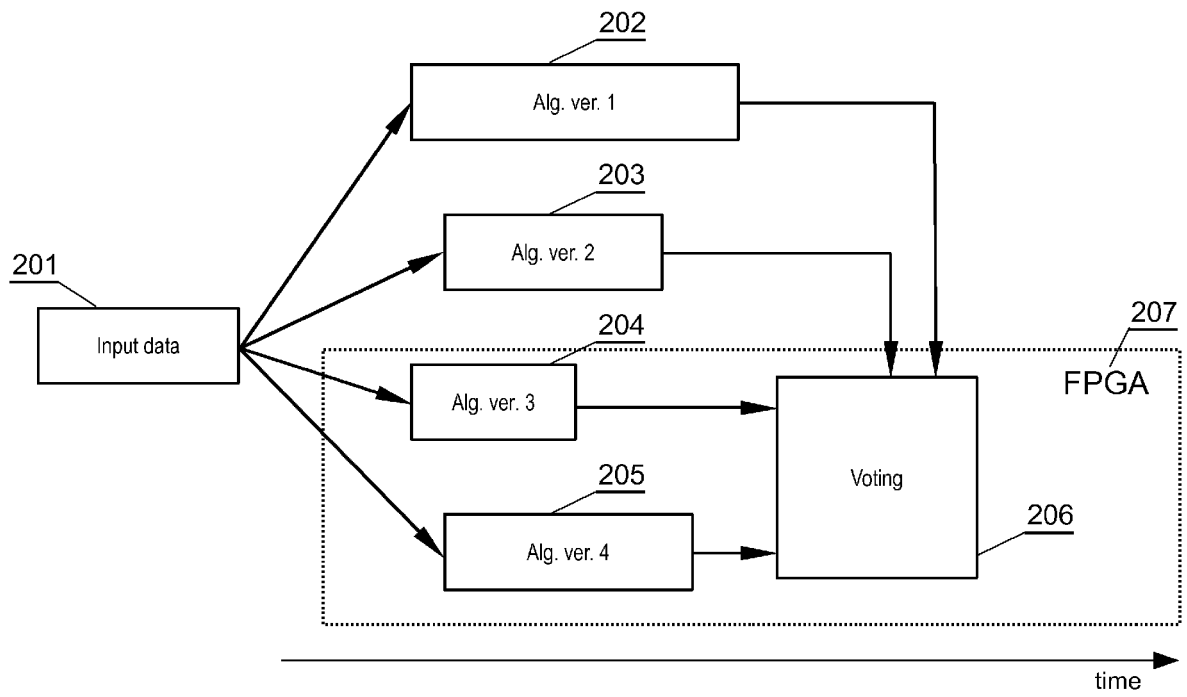 202
Alg. ver. 1
203
Alg. ver. 2
201
Input data
204
207
FPGA
Alg. ver. 3
205
Voting
206
Alg. ver. 4
time